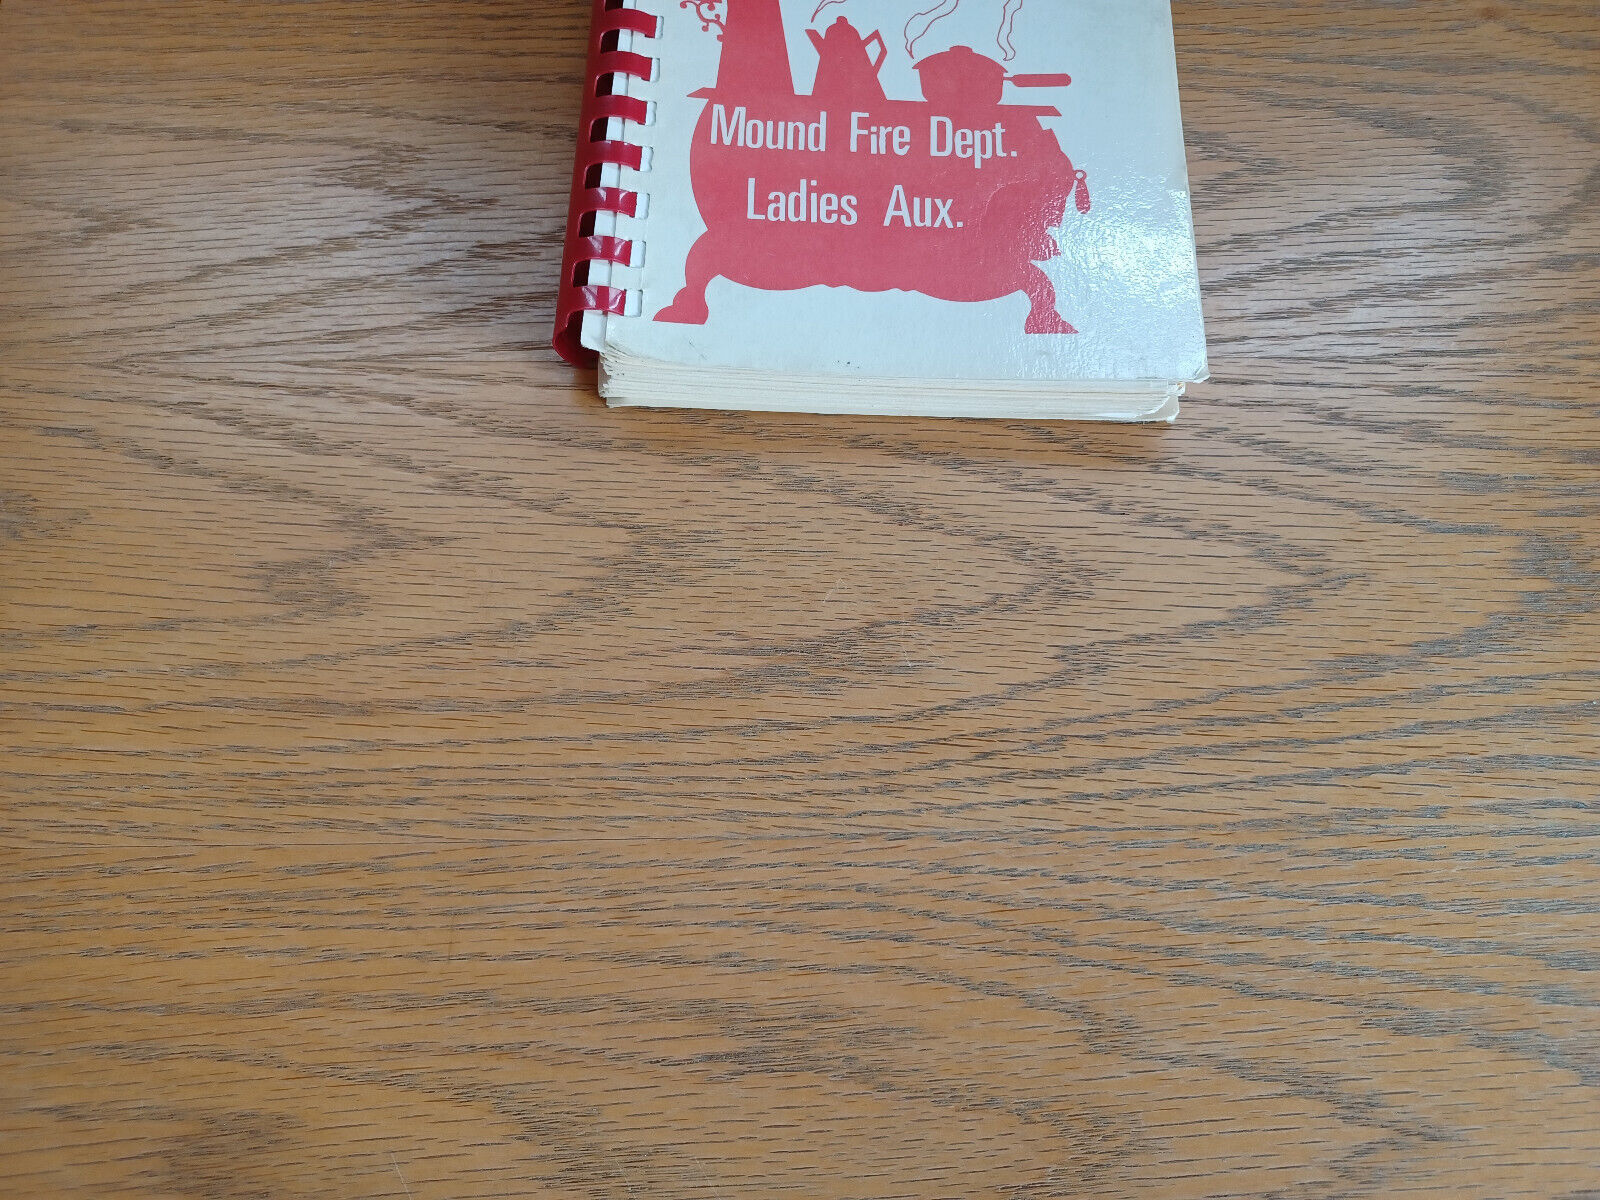 Mound Fire Dept.
Ladies Aux.